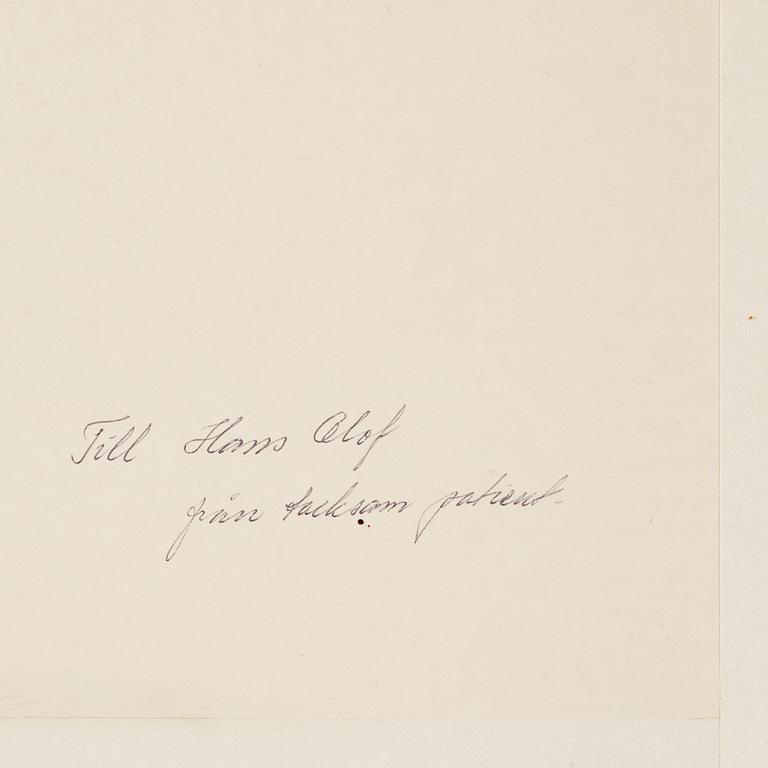 Till Hans Olof
från tacksam patient.